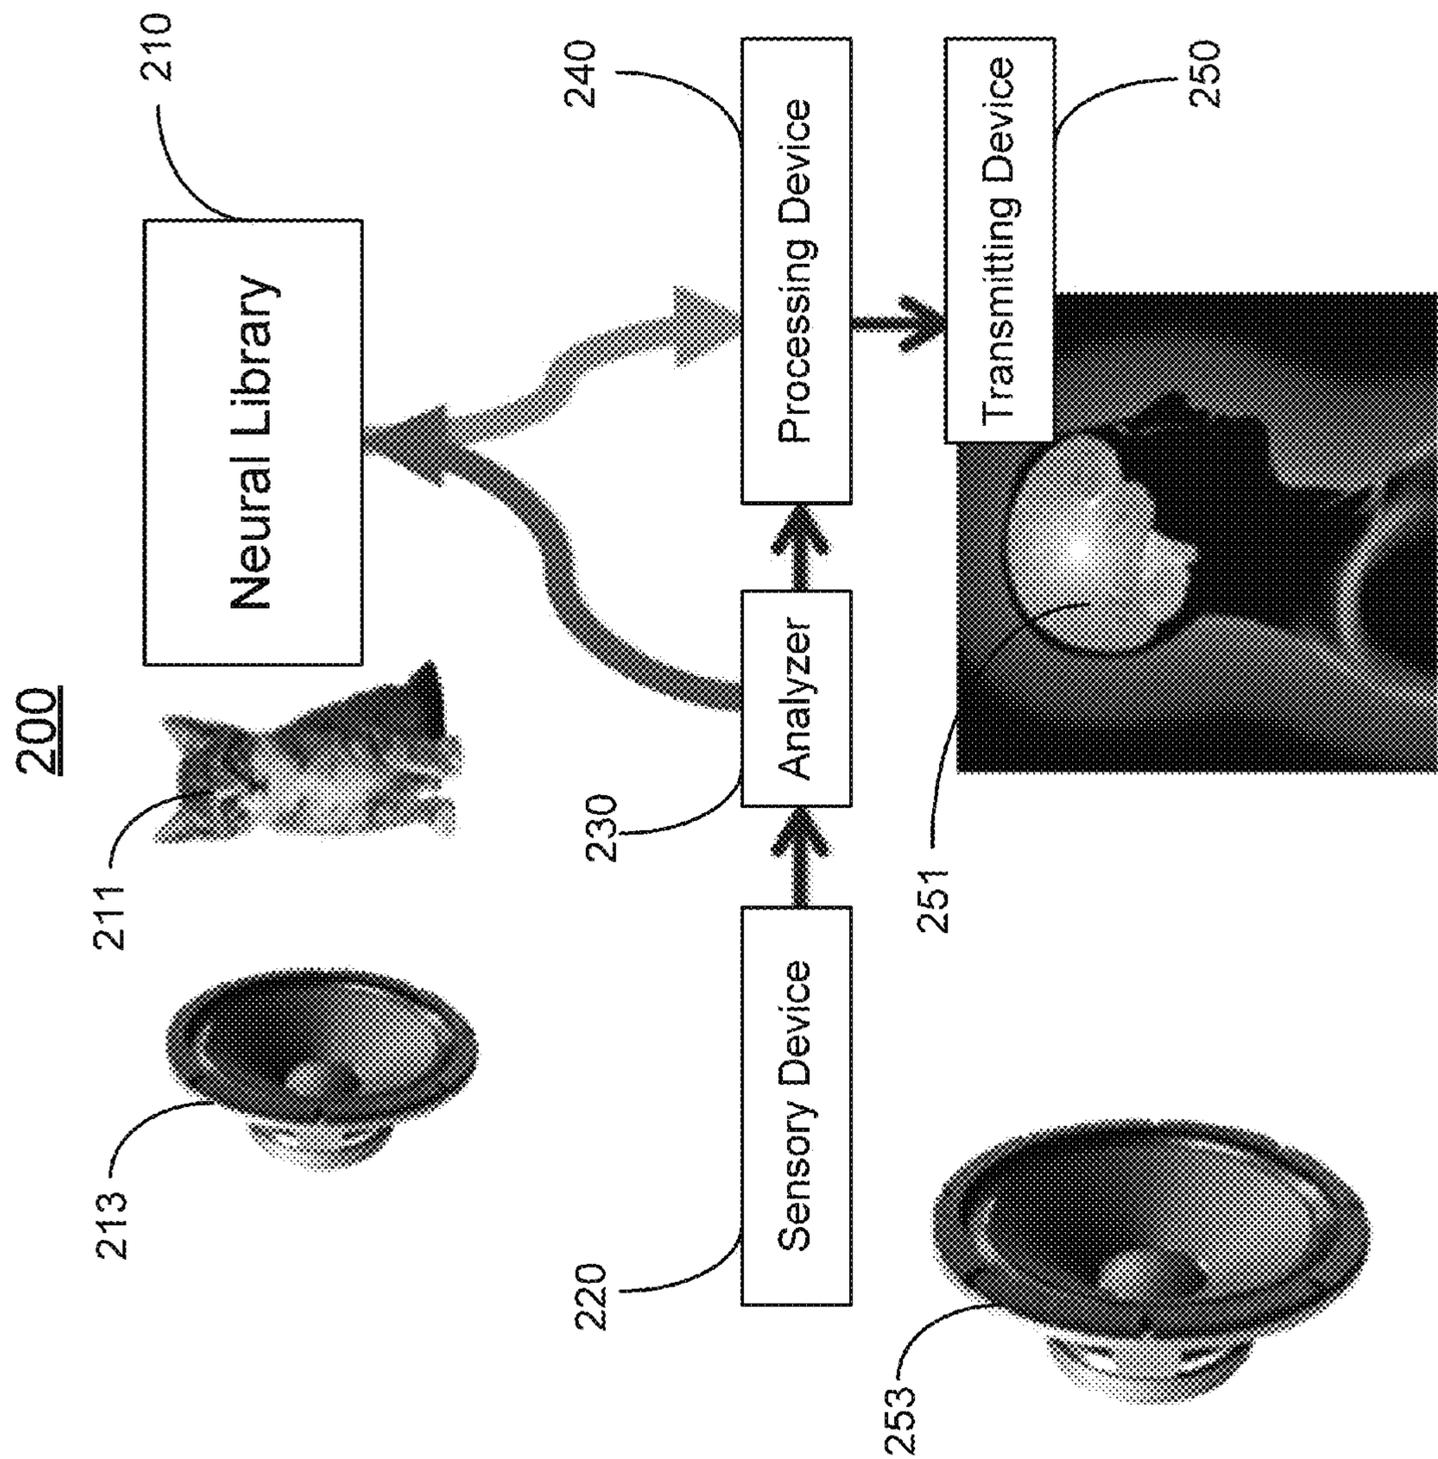 200
213
211
Neural Library
210
220
230
240
Sensory Device
Analyzer
Processing Device
253
251
Transmitting Device
250